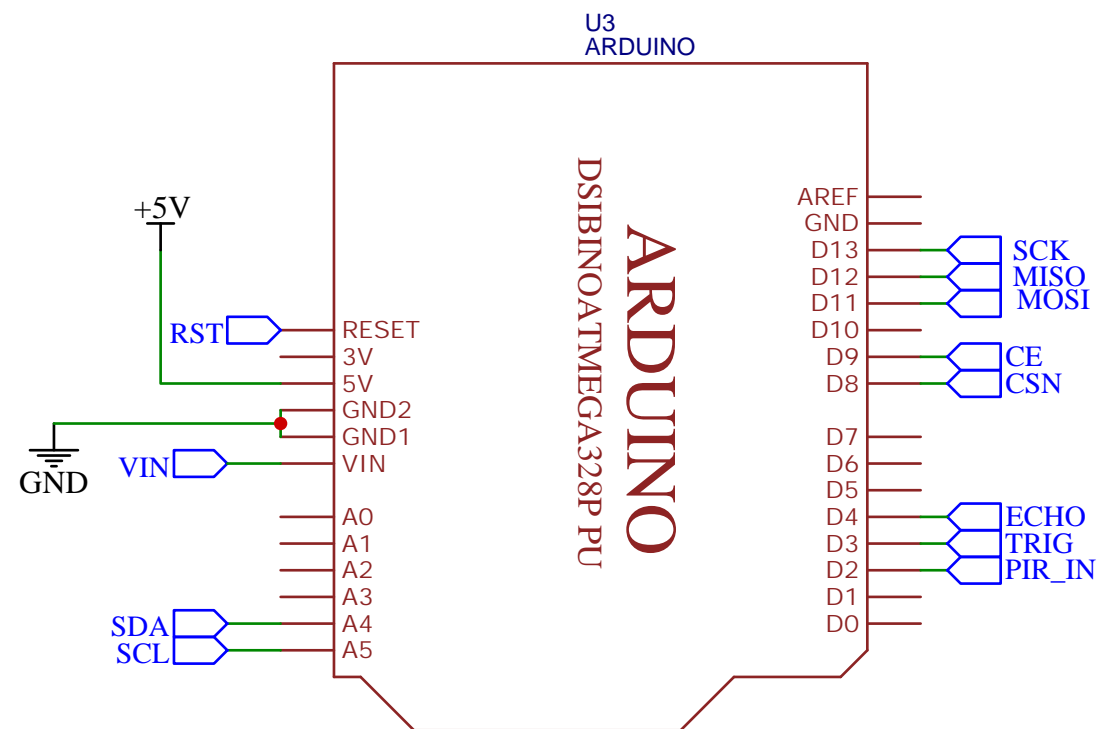 U3
ARDUINO
+5V
RST
RESET
3V
5V
GND2
GND1
GND
VIN
VIN
A0
A1
A2
A3
SDA
A4
SCL
A5
DSIBINOATMEGA328P PU
ARDUINO
AREF
GND
D13 SCK
D12 MISO
D11 MOSI
D10
D9 CE
D8 CSN
D7
D6
D5
D4 ECHO
D3 TRIG
D2 PIR_IN
D1
D0